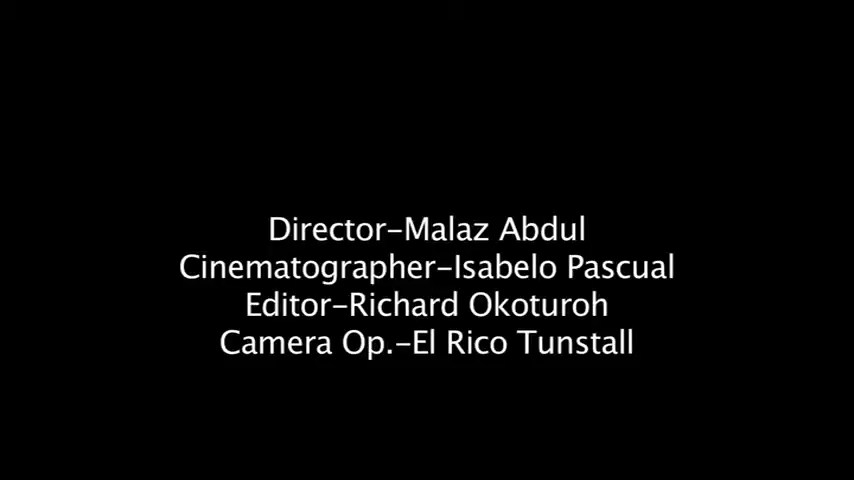 Director-Malaz Abdul
Cinematographer-Isabelo Pascual
Editor-Richard Okoturoh
Camera Op.-El Rico Tunstall